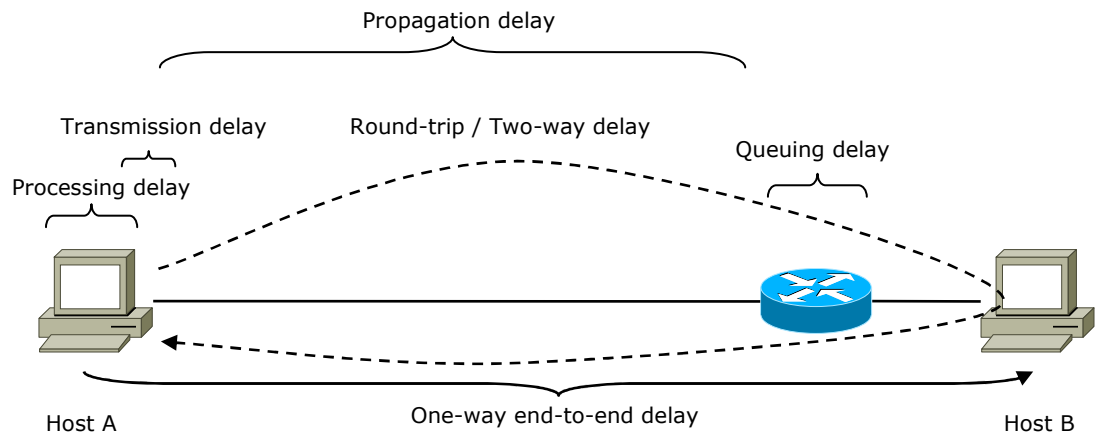 Propagation delay
Transmission delay
Round-trip / Two-way delay
Queuing delay
Processing delay
One-way end-to-end delay
Host A
Host B